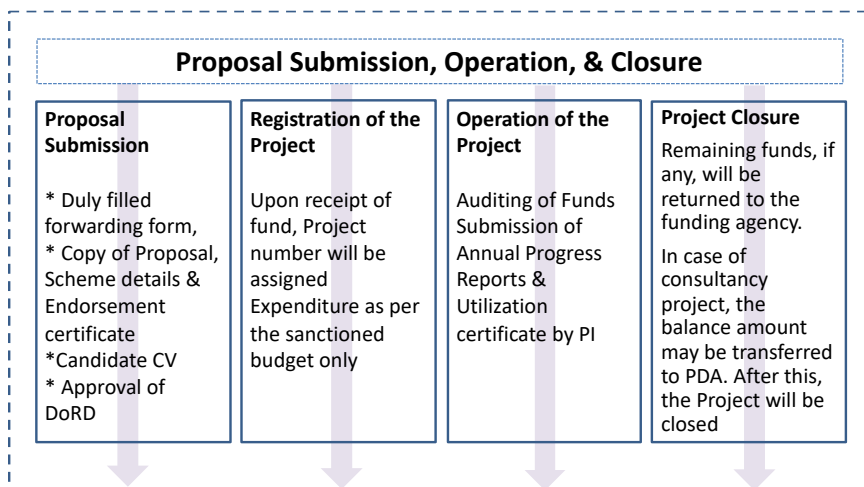 Proposal Submission, Operation, & Closure
Proposal
Submission
* Duly filled
forwarding form,
* Copy of Proposal,
Scheme details &
Endorsement
certificate
*Candidate CV
* Approval of
DoRD
Registration of the
Project
Upon receipt of
fund, Project
number will be
assigned
Expenditure as per
the sanctioned
budget only
Operation of the
Project
Auditing of Funds
Submission of
Annual Progress
Reports &
Utilization
certificate by PI
Project Closure
Remaining funds, if
any, will be
returned to the
funding agency.
In case of
consultancy
project, the
balance amount
may be transferred
to PDA. After this,
the Project will be
closed